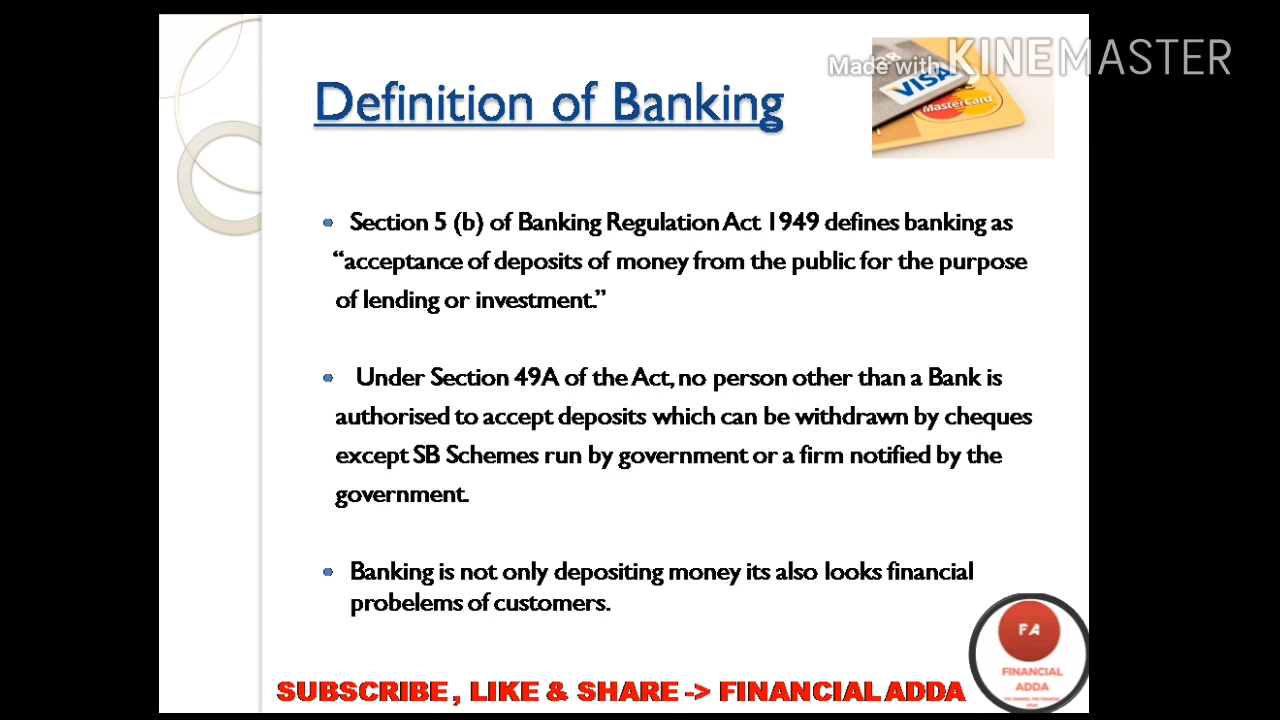 Made with KINEMASTER
VISA
MasterCard
Definition of Banking
Section 5 (b) of Banking Regulation Act 1949 defines banking as
“acceptance of deposits of money from the public for the purpose
of lending or investment.”
Under Section 49A of the Act, no person other than a Bank is
authorised to accept deposits which can be withdrawn by cheques
except SB Schemes run by government or a firm notified by the
government.
Banking is not only depositing money its also looks financial
probelems of customers.
FA
FINANCIAL
ADDA
SUBSCRIBE , LIKE & SHARE -> FINANCIAL ADDA